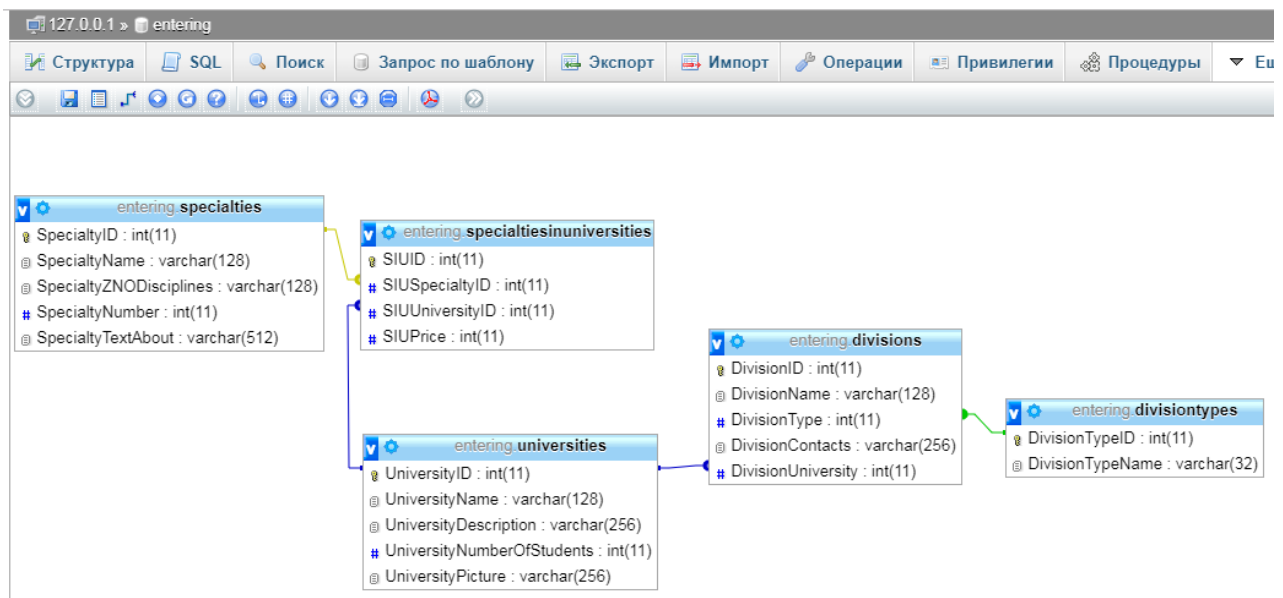 127.0.0.1 » entering
Структура SQL Поиск Запрос по шаблону Экспорт Импорт Операции Привилегии Процедуры
entering.specialties
SpecialtyID : int(11)
SpecialtyName : varchar(128)
SpecialtyZNODisciplines : varchar(128)
SpecialtyNumber : int(11)
SpecialtyTextAbout : varchar(512)
entering.specialtiesinuniversities
SIUID : int(11)
SIUSpecialtyID : int(11)
SIUUniversityID : int(11)
SIUPrice : int(11)
entering.universities
UniversityID : int(11)
UniversityName : varchar(128)
UniversityDescription : varchar(256)
UniversityNumberOfStudents : int(11)
UniversityPicture : varchar(256)
entering.divisions
DivisionID : int(11)
DivisionName : varchar(128)
DivisionType : int(11)
DivisionContacts : varchar(256)
DivisionUniversity : int(11)
entering.divisiontypes
DivisionTypeID : int(11)
DivisionTypeName : varchar(32)